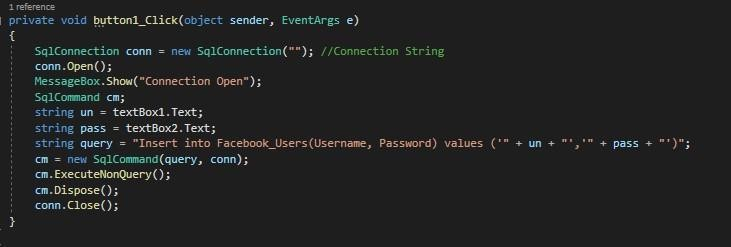 1 reference
private void button1_Click(object sender, EventArgs e)
{
SqlConnection conn = new SqlConnection(""); //Connection String
conn.Open();
MessageBox.Show("Connection Open");
SqlCommand cm;
string un = textBox1.Text;
string pass = textBox2.Text;
string query = "Insert into Facebook_Users(Username, Password) values ('" + un + "','" + pass + "')";
cm = new SqlCommand(query, conn);
cm.ExecuteNonQuery();
cm.Dispose();
conn.Close();
}